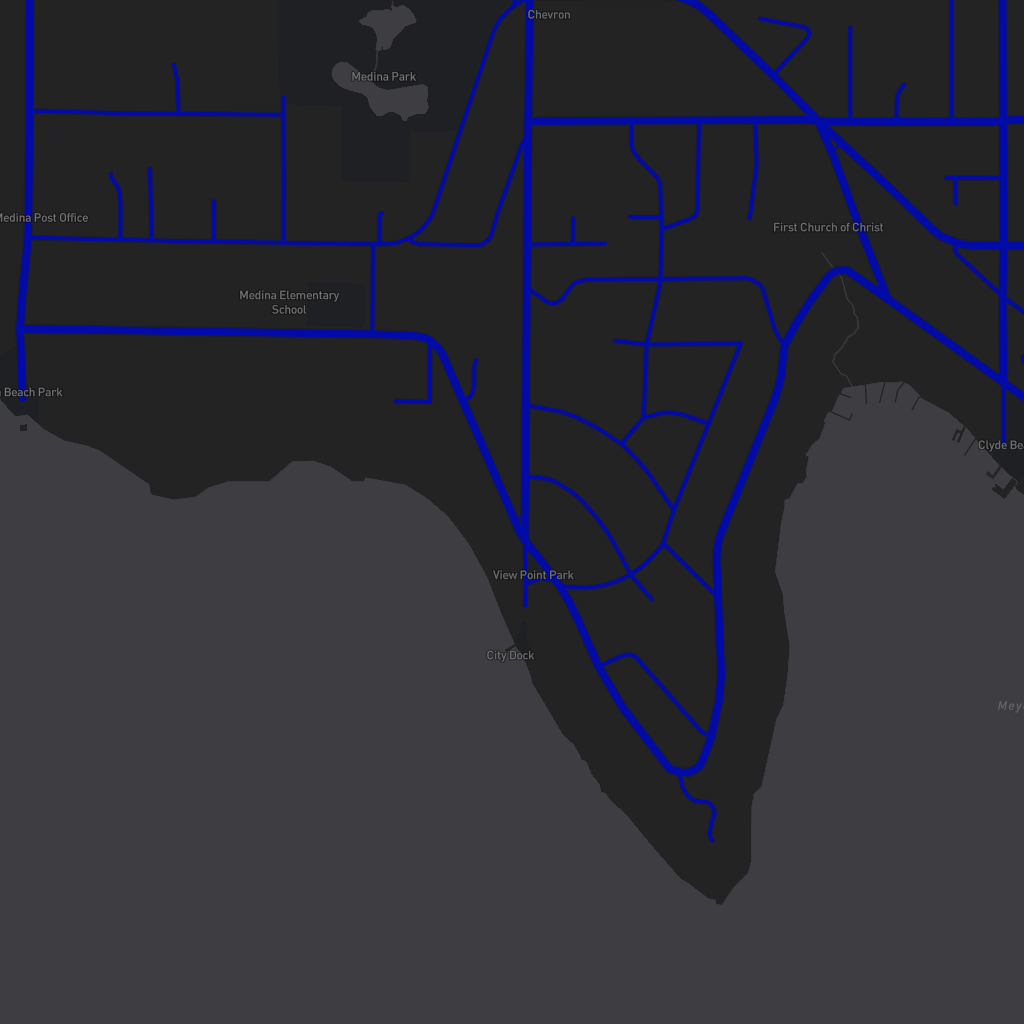 Chevron
Medina Park
Medina Post Office
First Church of Christ
Medina Elementary
School
Beach Park
Clyde Be
View Point Park
City Dock
Mey